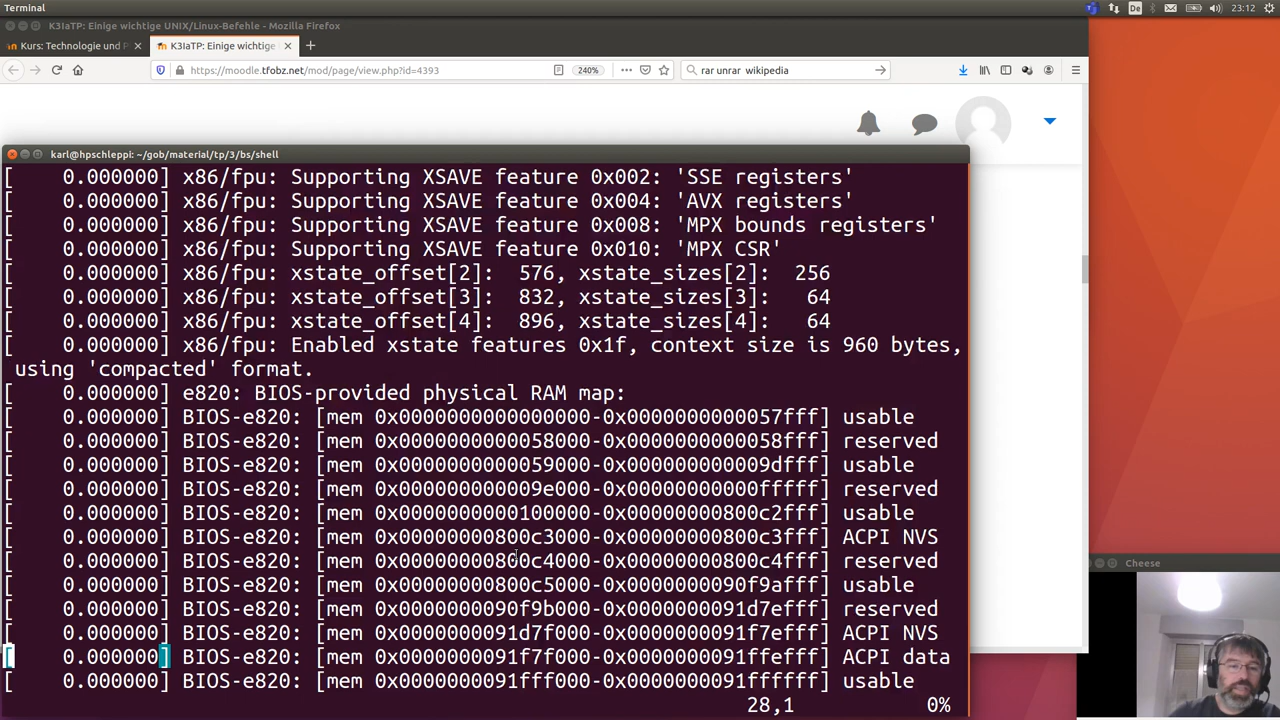 Terminal De 23:12
K3IaTP: Einige wichtige UNIX/Linux-Befehle - Mozilla Firefox
Kurs: Technologie und P × K3IaTP: Einige wichtige × +
https://moodle.tfobz.net/mod/page/view.php?id=4393 240% rar unrar wikipedia
karl@hpschleppi: ~/gob/material/tp/3/bs/shell
[ 0.000000] x86/fpu: Supporting XSAVE feature 0x002: 'SSE registers'
[ 0.000000] x86/fpu: Supporting XSAVE feature 0x004: 'AVX registers'
[ 0.000000] x86/fpu: Supporting XSAVE feature 0x008: 'MPX bounds registers'
[ 0.000000] x86/fpu: Supporting XSAVE feature 0x010: 'MPX CSR'
[ 0.000000] x86/fpu: xstate_offset[2]: 576, xstate_sizes[2]: 256
[ 0.000000] x86/fpu: xstate_offset[3]: 832, xstate_sizes[3]: 64
[ 0.000000] x86/fpu: xstate_offset[4]: 896, xstate_sizes[4]: 64
[ 0.000000] x86/fpu: Enabled xstate features 0x1f, context size is 960 bytes,
using 'compacted' format.
[ 0.000000] e820: BIOS-provided physical RAM map:
[ 0.000000] BIOS-e820: [mem 0x0000000000000000-0x0000000000057fff] usable
[ 0.000000] BIOS-e820: [mem 0x0000000000058000-0x0000000000058fff] reserved
[ 0.000000] BIOS-e820: [mem 0x0000000000059000-0x000000000009dfff] usable
[ 0.000000] BIOS-e820: [mem 0x000000000009e000-0x00000000000fffff] reserved
[ 0.000000] BIOS-e820: [mem 0x0000000000100000-0x00000000800c2fff] usable
[ 0.000000] BIOS-e820: [mem 0x00000000800c3000-0x00000000800c3fff] ACPI NVS
[ 0.000000] BIOS-e820: [mem 0x00000000800c4000-0x00000000800c4fff] reserved
[ 0.000000] BIOS-e820: [mem 0x00000000800c5000-0x0000000090f9afff] usable
[ 0.000000] BIOS-e820: [mem 0x0000000090f9b000-0x0000000091d7efff] reserved
[ 0.000000] BIOS-e820: [mem 0x0000000091d7f000-0x0000000091f7efff] ACPI NVS
[ 0.000000] BIOS-e820: [mem 0x0000000091f7f000-0x0000000091ffefff] ACPI data
[ 0.000000] BIOS-e820: [mem 0x0000000091fff000-0x0000000091ffffff] usable
28,1 0%
Cheese